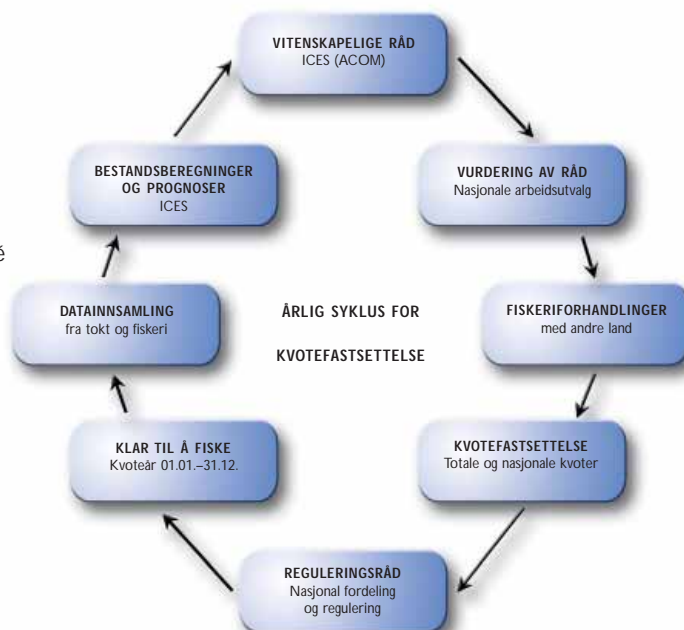 VITENSKAPELIGE RÅD
ICES (ACOM)
VURDERING AV RÅD
Nasjonale arbeidsutvalg
FISKERIFORHANDLINGER
med andre land
KVOTEFASTSETTELSE
Totale og nasjonale kvoter
REGULERINGSRÅD
Nasjonal fordeling
og regulering
KLAR TIL Å FISKE
Kvoteår 01.01.–31.12.
DATAINNSAMLING
fra tokt og fiskeri
BESTANDSBEREGNINGER
OG PROGNOSER
ICES
ÅRLIG SYKLUS FOR
KVOTEFASTSETTELSE
é